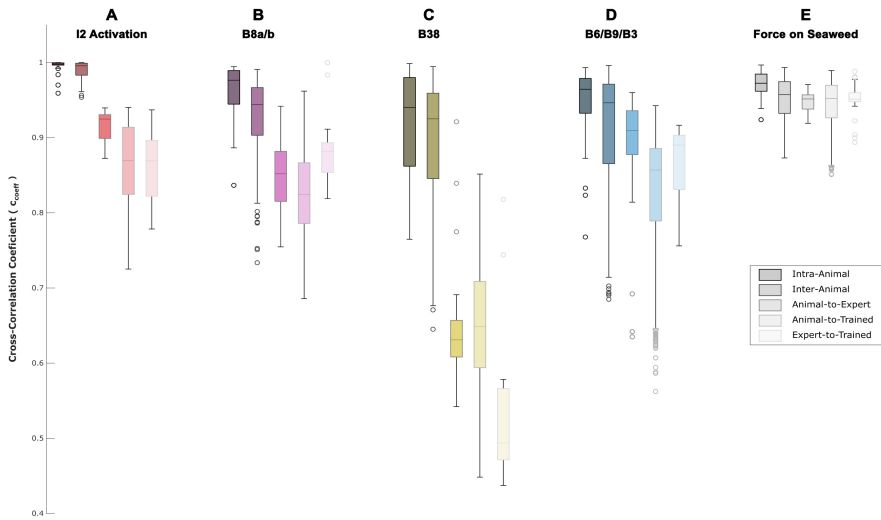 A B C D E
I2 Activation B8a/b B38 B6/B9/B3 Force on Seaweed
Cross-Correlation Coeficient ( c_coeff )
1
0.9
0.8
0.7
0.6
0.5
0.4
Intra-Animal
Inter-Animal
Animal-to-Expert
Animal-to-Trained
Expert-to-Trained